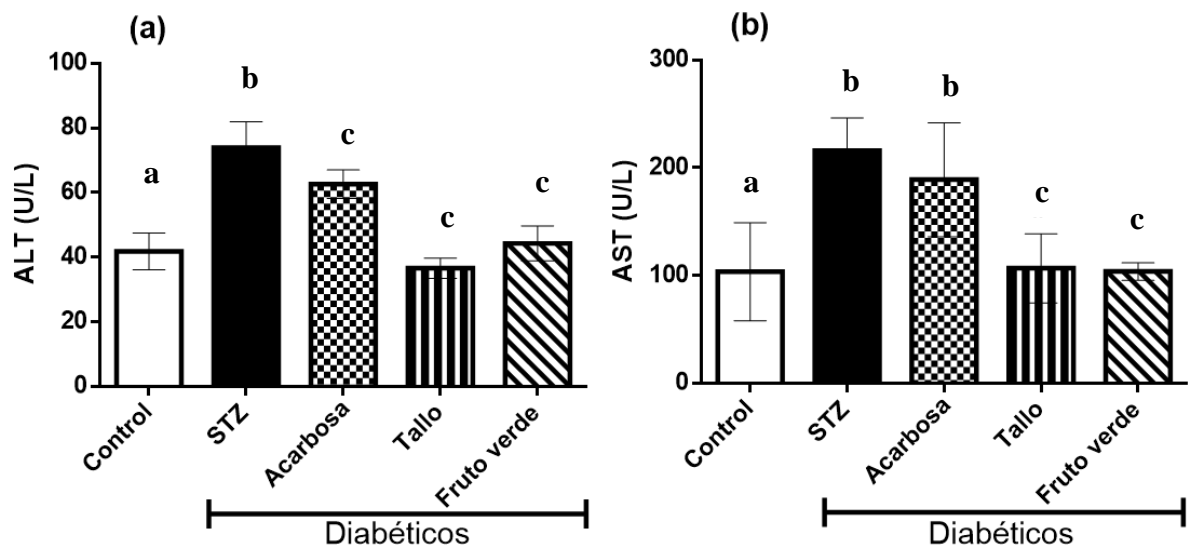 (a)
ALT (U/L)
100
80
60
40
20
0
a
b
c
c
c
Control
STZ
Acarbosa
Tallo
Fruto verde
Diabéticos
(b)
AST (U/L)
300
200
100
0
a
b
b
c
c
Control
STZ
Acarbosa
Tallo
Fruto verde
Diabéticos